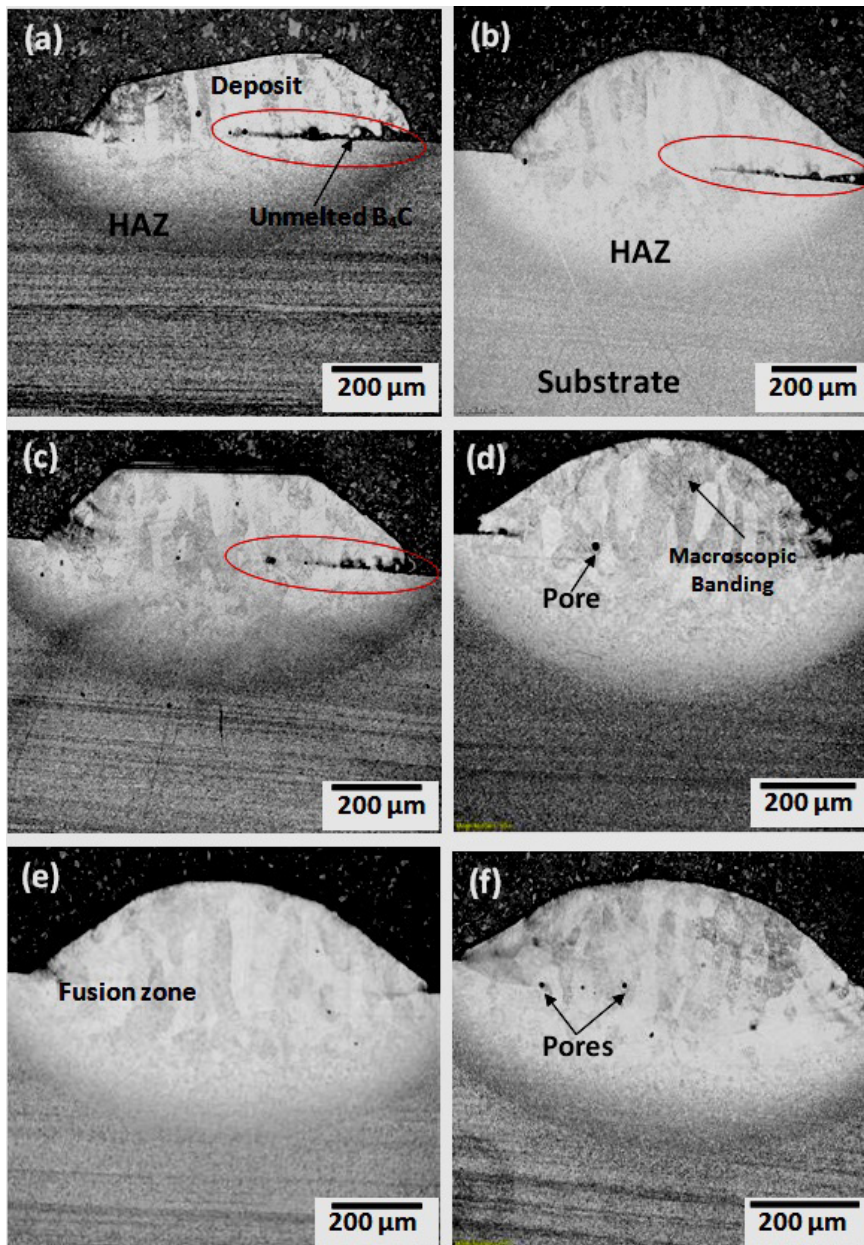 (a)
Deposit
HAZ
Unmelted B₄C
200 µm
(b)
HAZ
Substrate
200 µm
(c)
200 µm
(d)
Macroscopic
Banding
Pore
200 µm
(e)
Fusion zone
200 µm
(f)
Pores
200 µm